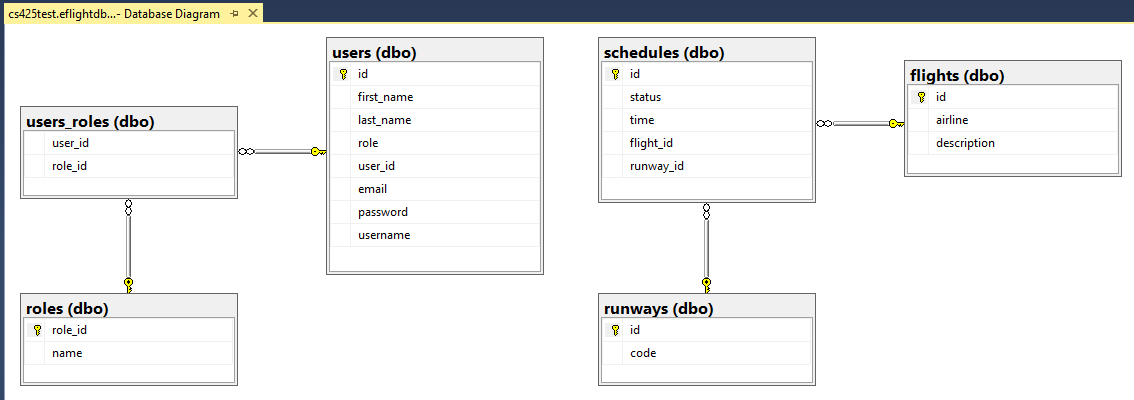 cs425test.eflightdb...- Database Diagram
users_roles (dbo)
user_id
role_id
users (dbo)
id
first_name
last_name
role
user_id
email
password
username
roles (dbo)
role_id
name
schedules (dbo)
id
status
time
flight_id
runway_id
flights (dbo)
id
airline
description
runways (dbo)
id
code